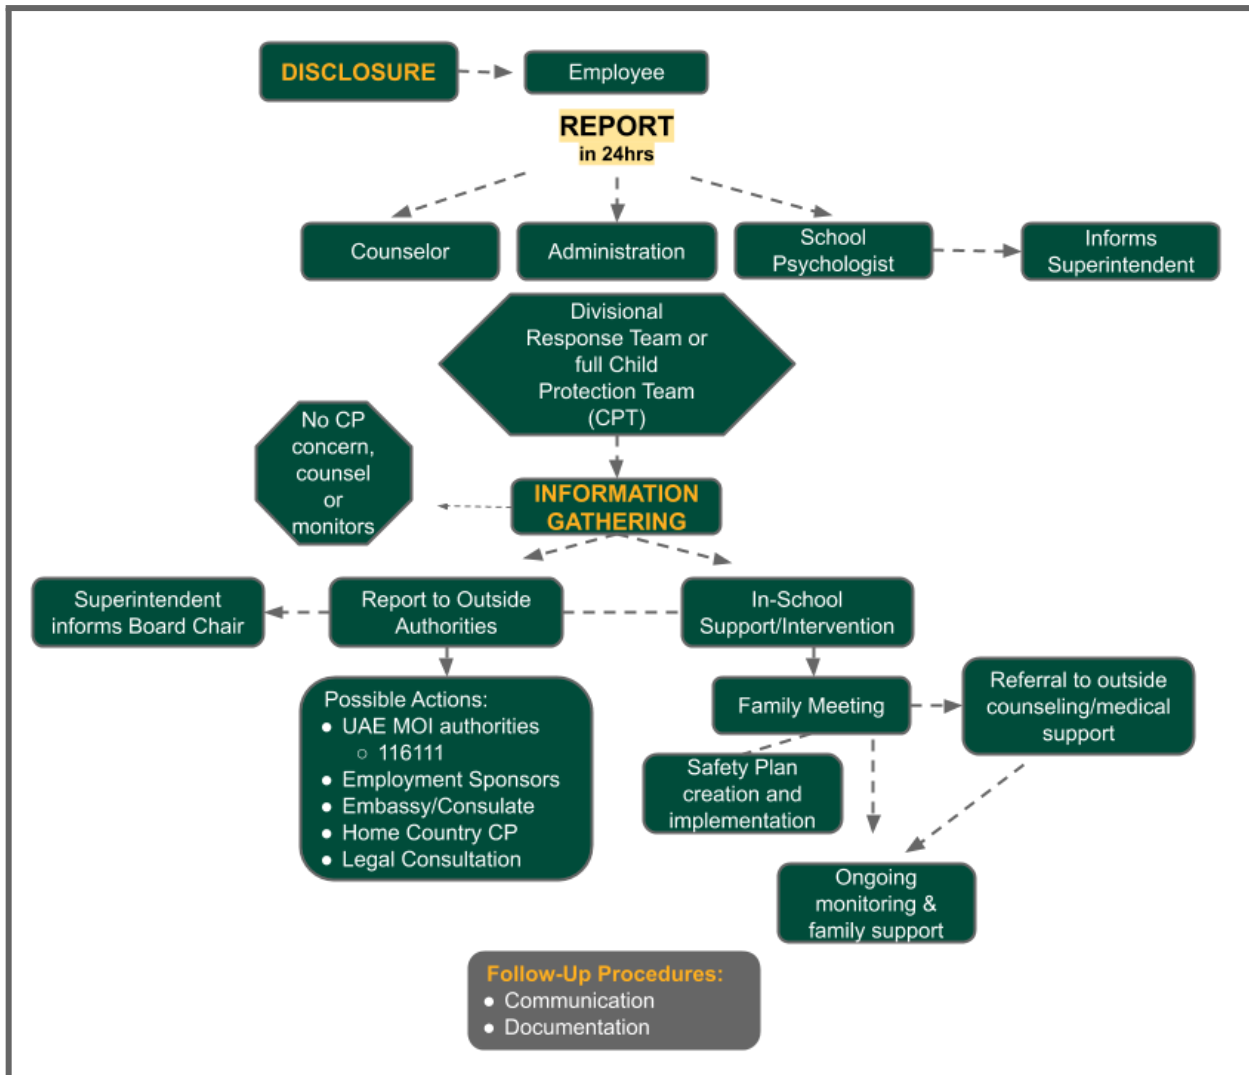 DISCLOSURE
Employee
REPORT
in 24hrs
Counselor
Administration
School
Psychologist
Informs
Superintendent
Divisional
Response Team or
full Child
Protection Team
(CPT)
No CP
concern,
counsel
or
monitors
INFORMATION
GATHERING
Superintendent
informs Board Chair
Report to Outside
Authorities
In-School
Support/Intervention
Possible Actions:
● UAE MOI authorities
○ 116111
● Employment Sponsors
● Embassy/Consulate
● Home Country CP
● Legal Consultation
Family Meeting
Referral to outside
counseling/medical
support
Safety Plan
creation and
implementation
Ongoing
monitoring &
family support
Follow-Up Procedures:
● Communication
● Documentation